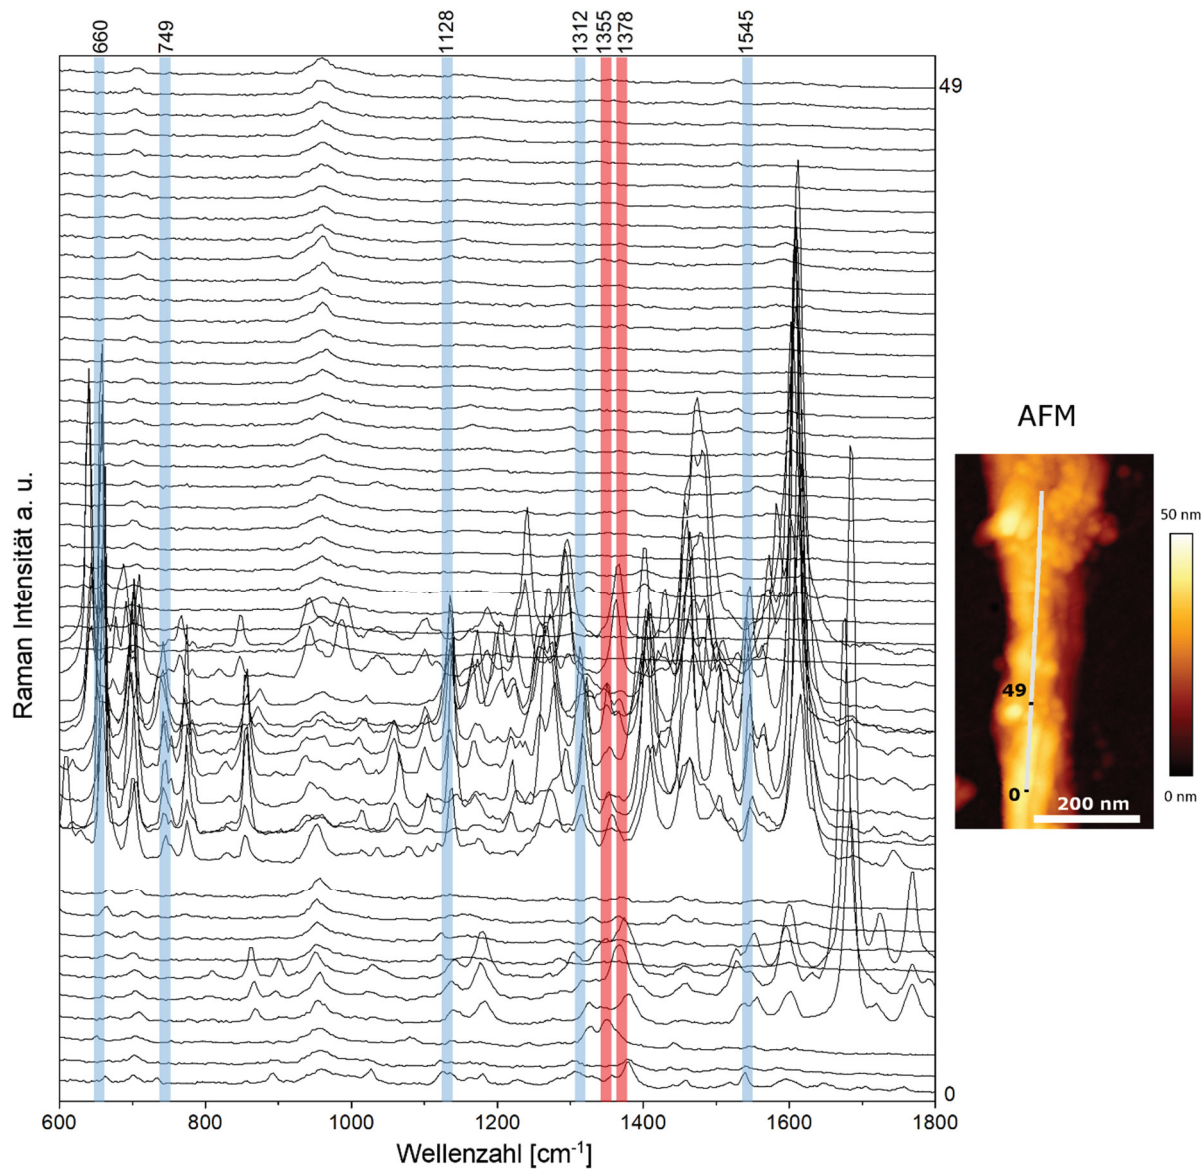 660 749 1128 1312 1355 1378 1545
49
Raman Intensität a. u.
0
600 800 1000 1200 1400 1600 1800
Wellenzahl [cm⁻¹]
AFM
50 nm
49
0
200 nm
0 nm